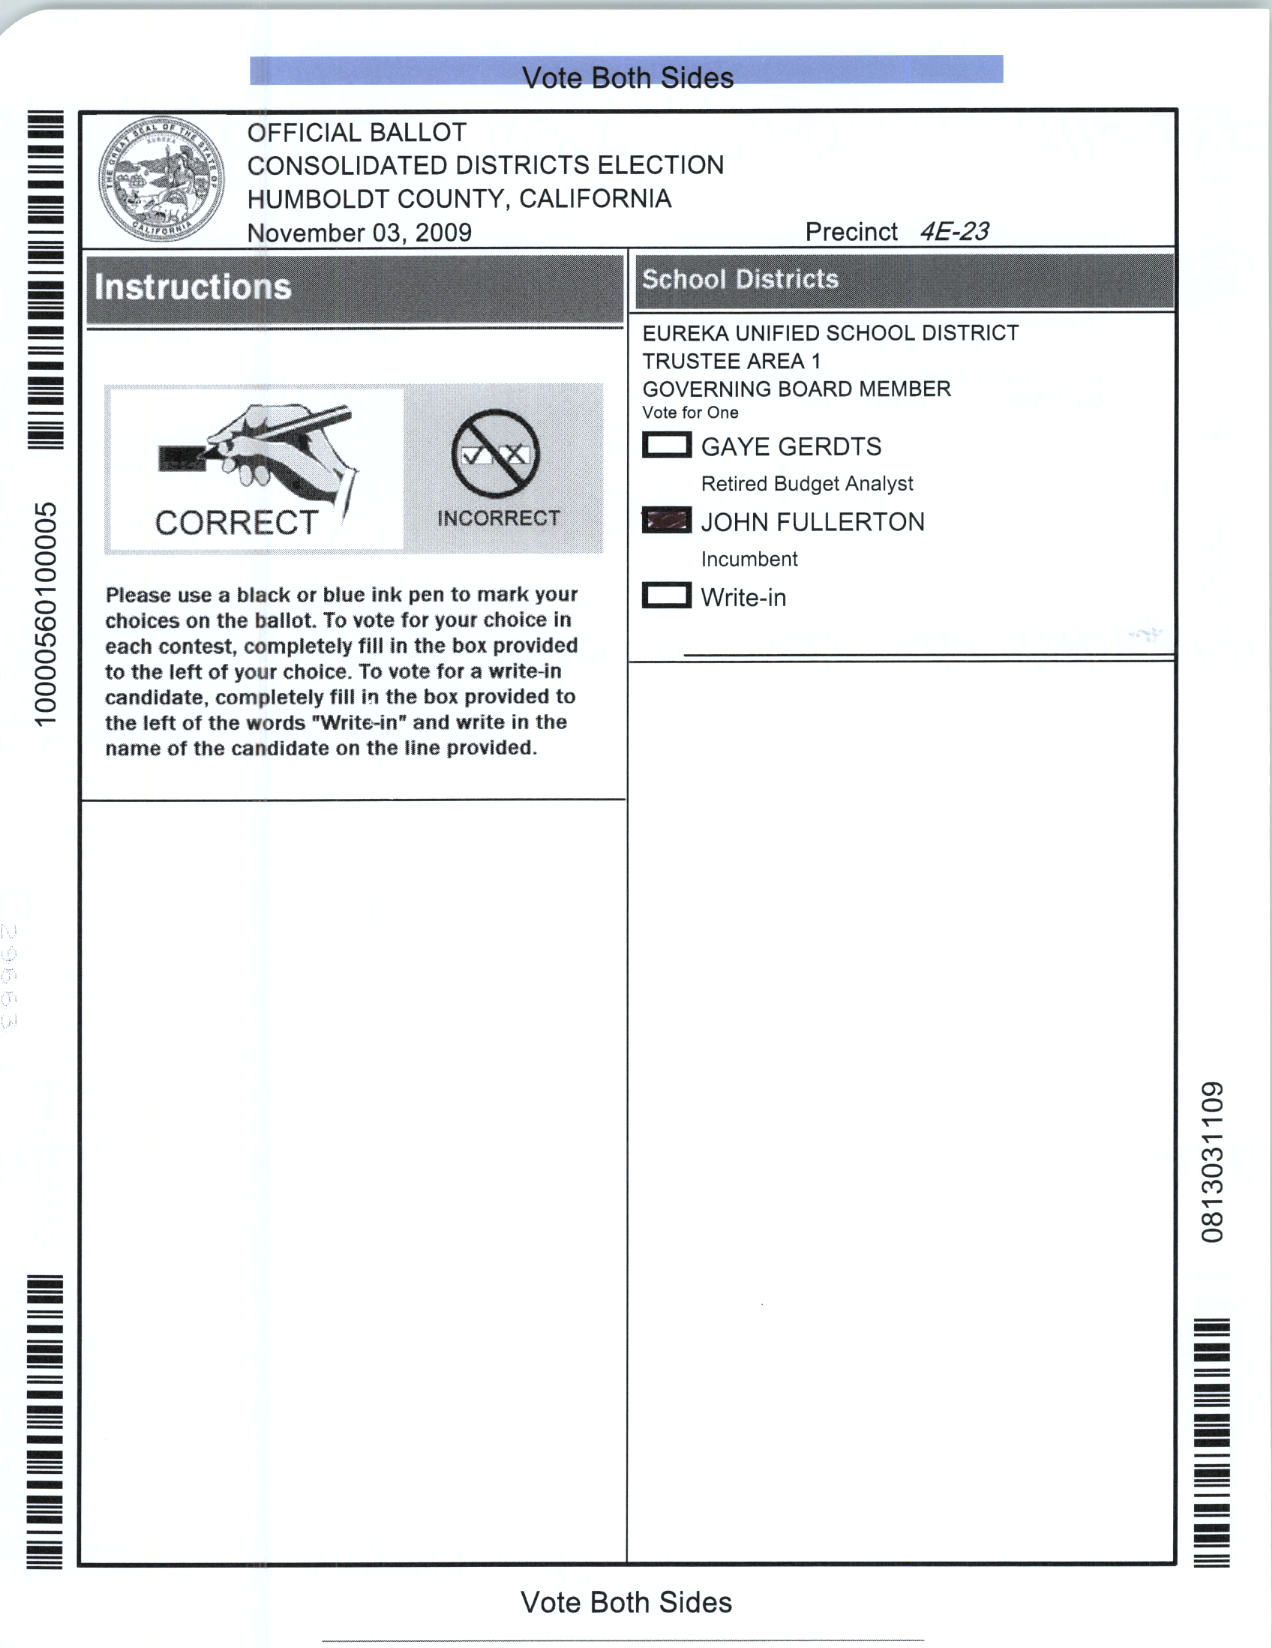 Vote Both Sides
OFFICIAL BALLOT
CONSOLIDATED DISTRICTS ELECTION
HUMBOLDT COUNTY, CALIFORNIA
November 03, 2009
Precinct 4E-23
THE GREAT SEAL OF THE STATE OF CALIFORNIA
EUREKA
Instructions
CORRECT
INCORRECT
Please use a black or blue ink pen to mark your
choices on the ballot. To vote for your choice in
each contest, completely fill in the box provided
to the left of your choice. To vote for a write-in
candidate, completely fill in the box provided to
the left of the words "Write-in" and write in the
name of the candidate on the line provided.
School Districts
EUREKA UNIFIED SCHOOL DISTRICT
TRUSTEE AREA 1
GOVERNING BOARD MEMBER
Vote for One
GAYE GERDTS
Retired Budget Analyst
JOHN FULLERTON
Incumbent
Write-in
10000560100005
29663
0813031109
Vote Both Sides